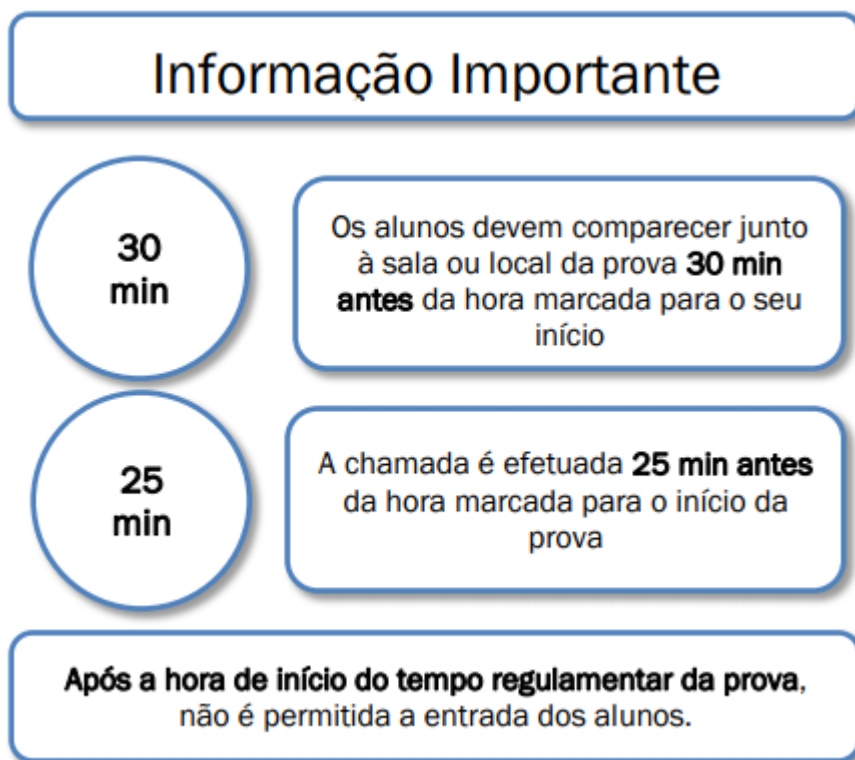 Informação Importante
30
min
Os alunos devem comparecer junto
à sala ou local da prova 30 min
antes da hora marcada para o seu
início
25
min
A chamada é efetuada 25 min antes
da hora marcada para o início da
prova
Após a hora de início do tempo regulamentar da prova,
não é permitida a entrada dos alunos.